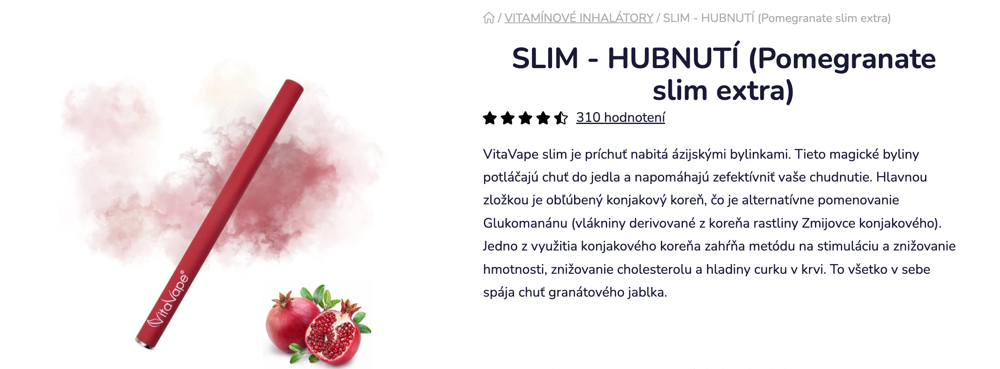 / VITAMÍNOVÉ INHALÁTORY / SLIM - HUBNUTÍ (Pomegranate slim extra)
SLIM - HUBNUTÍ (Pomegranate
slim extra)
310 hodnotení
VitaVape slim je príchuť nabitá ázijskými bylinkami. Tieto magické byliny
potláčajú chuť do jedla a napomáhajú zefektívniť vaše chudnutie. Hlavnou
zložkou je obľúbený konjakový koreň, čo je alternatívne pomenovanie
Glukomanánu (vlákniny derivované z koreňa rastliny Zmijovce konjakového).
Jedno z využitia konjakového koreňa zahŕňa metódu na stimuláciu a znižovanie
hmotnosti, znižovanie cholesterolu a hladiny curku v krvi. To všetko v sebe
spája chuť granátového jablka.
VitaVape®